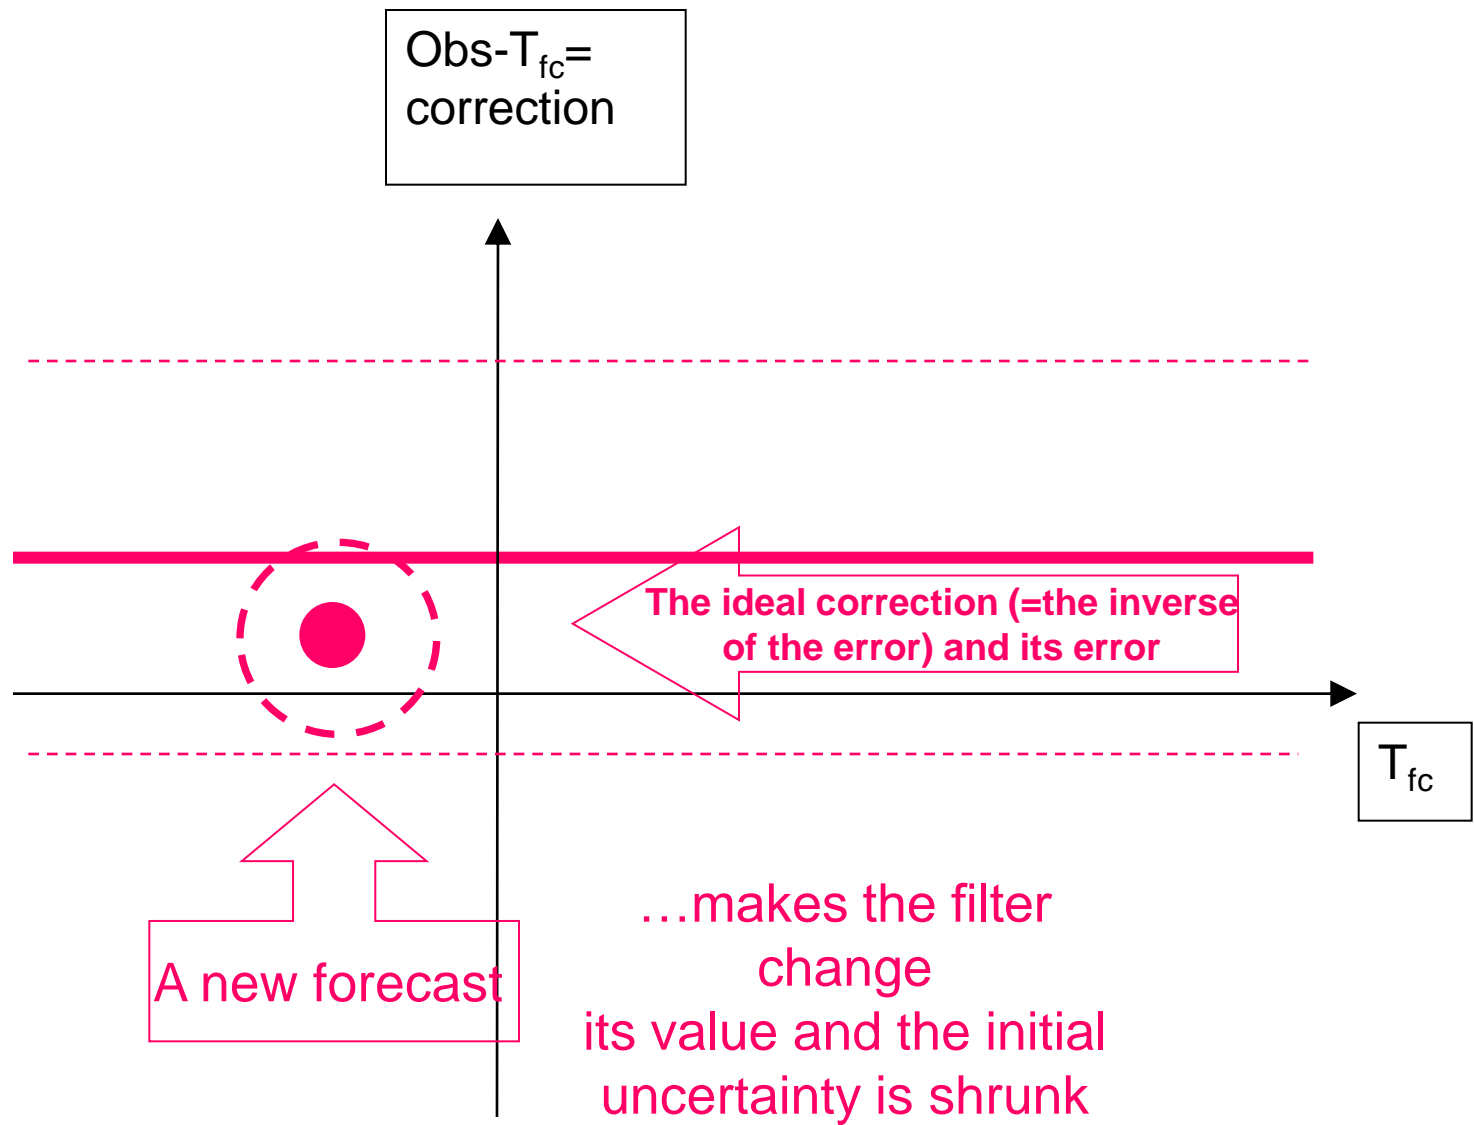 Obs-Tfc=
correction
The ideal correction (=the inverse
of the error) and its error
Tfc
A new forecast
…makes the filter
change
its value and the initial
uncertainty is shrunk